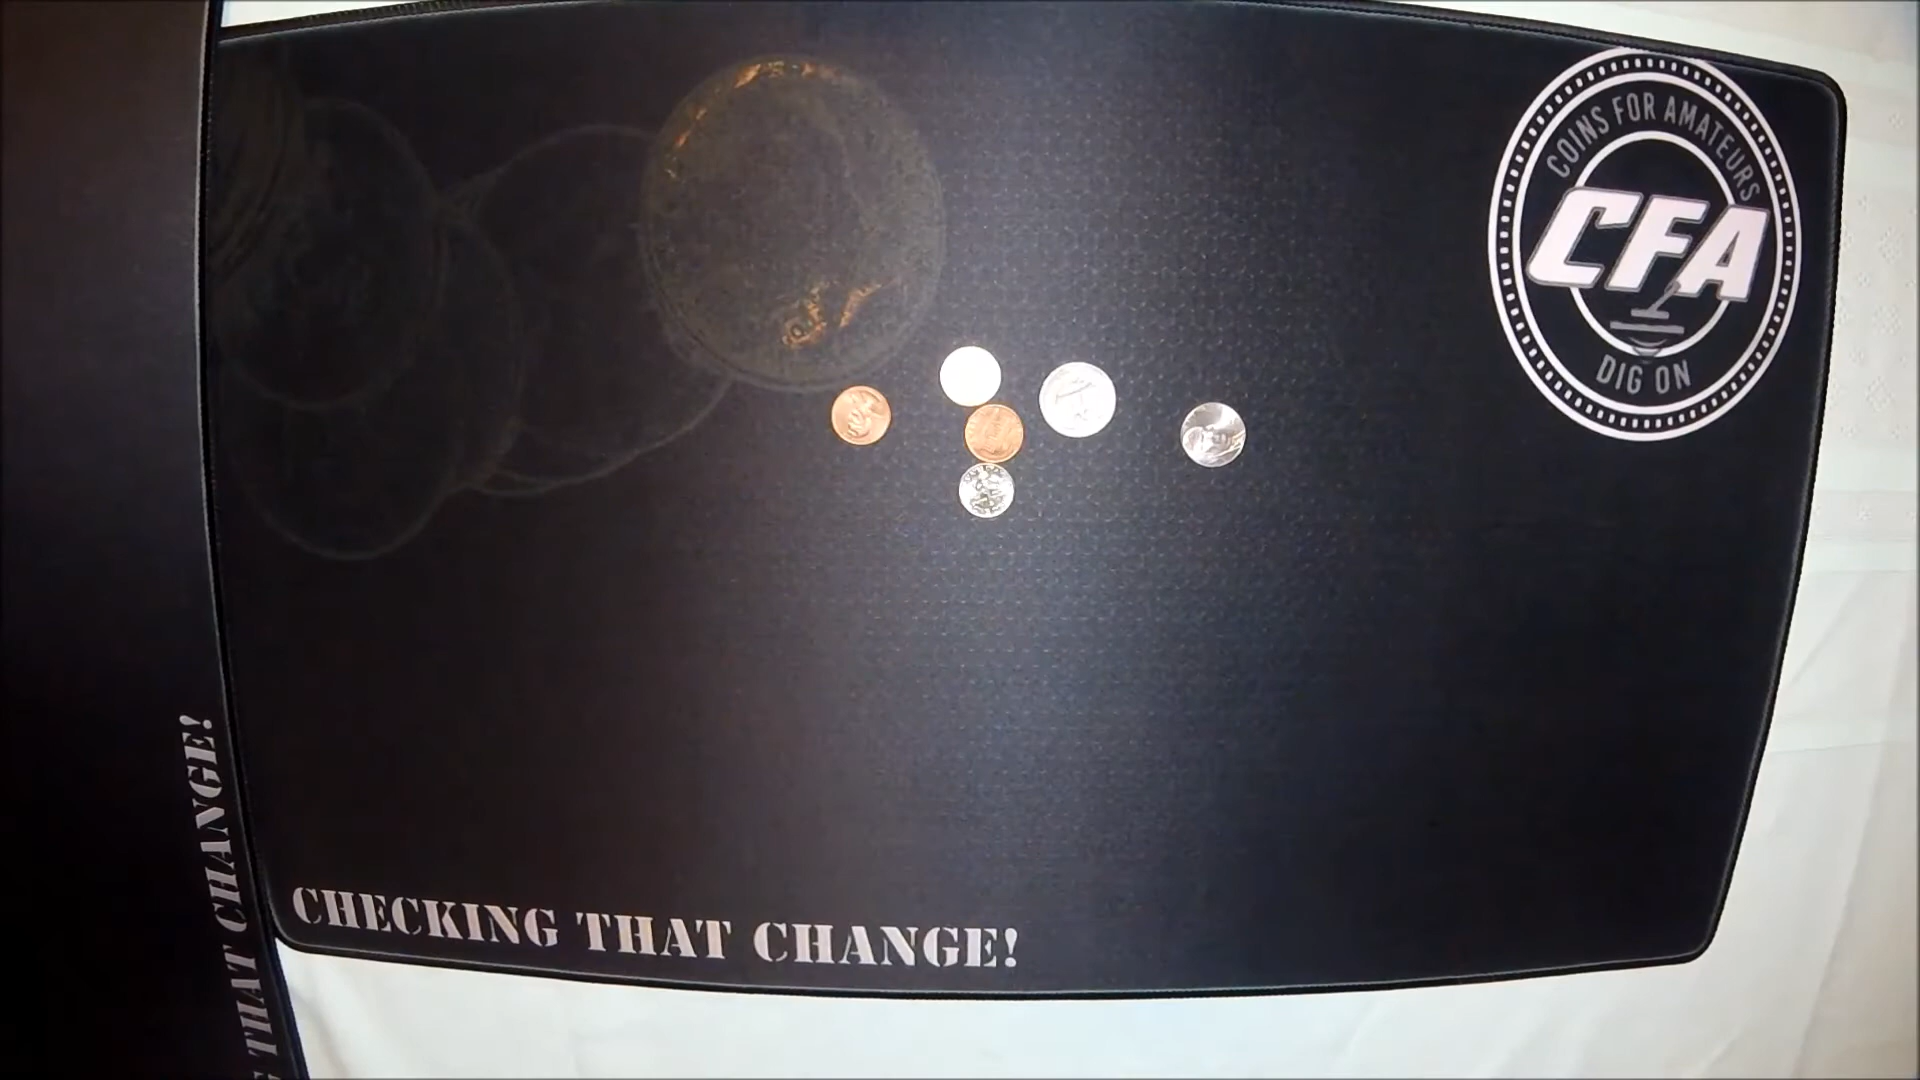 COINS FOR AMATEURS
CFA
DIG ON
CHECKING THAT CHANGE!
THAT CHANGE!